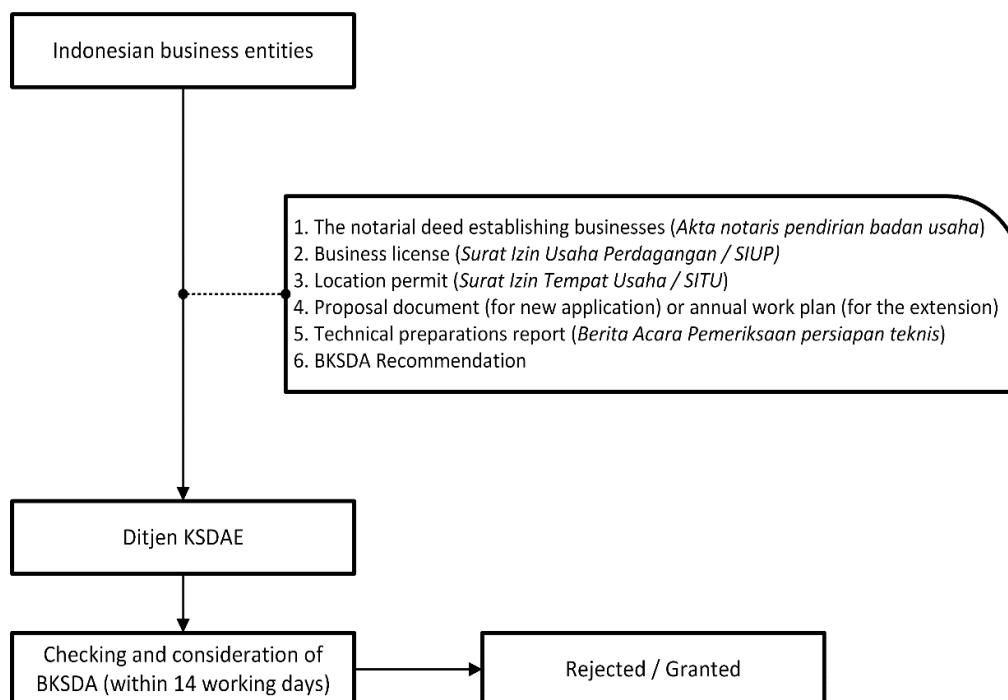 Indonesian business entities
1. The notarial deed establishing businesses (Akta notaris pendirian badan usaha)
2. Business license (Surat Izin Usaha Perdagangan / SIUP)
3. Location permit (Surat Izin Tempat Usaha / SITU)
4. Proposal document (for new application) or annual work plan (for the extension)
5. Technical preparations report (Berita Acara Pemeriksaan persiapan teknis)
6. BKSDA Recommendation
Ditjen KSDAE
Checking and consideration of
BKSDA (within 14 working days)
Rejected / Granted